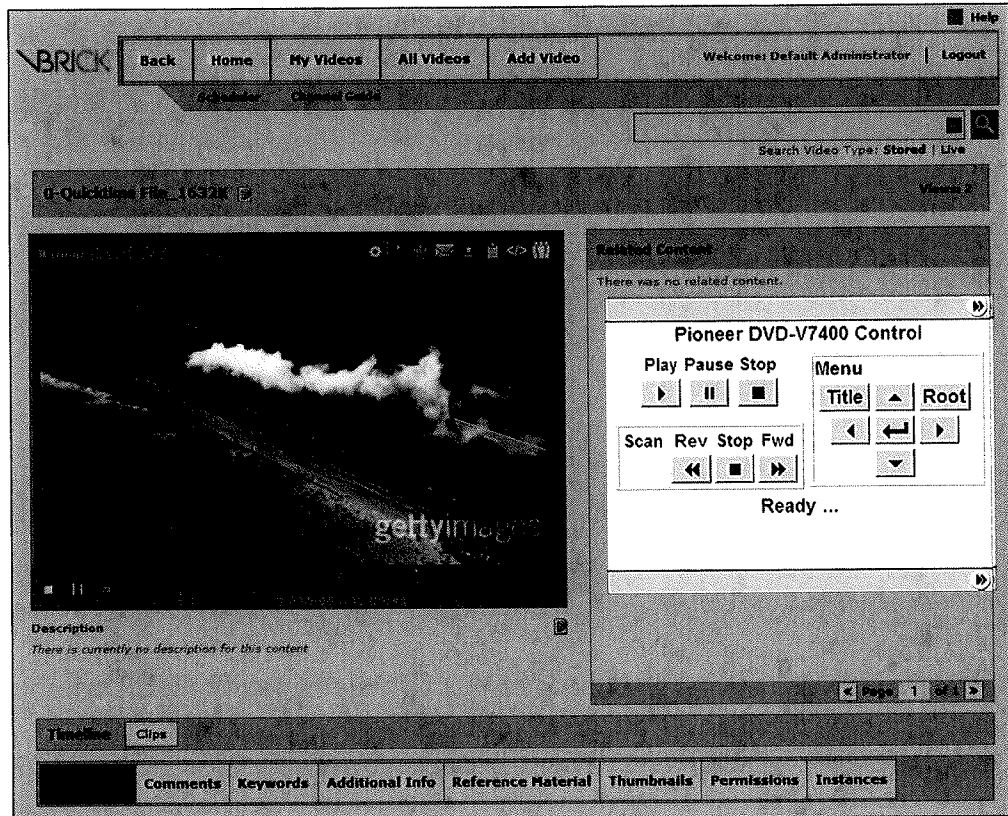 Help
VBRICK
Back Home My Videos All Videos Add Video Welcome: Default Administrator | Logout
Scheduler Channel Guide
Search Video Type: Stored | Live
0-Quicktime File_1632K
Views: 2
Related Content
There was no related content.
Pioneer DVD-V7400 Control
Play Pause Stop
Menu
Title Root
Scan Rev Stop Fwd
Ready ...
gettyimages
Description
There is currently no description for this content
Page 1 of 1
Timeline Clips
Comments Keywords Additional Info Reference Material Thumbnails Permissions Instances